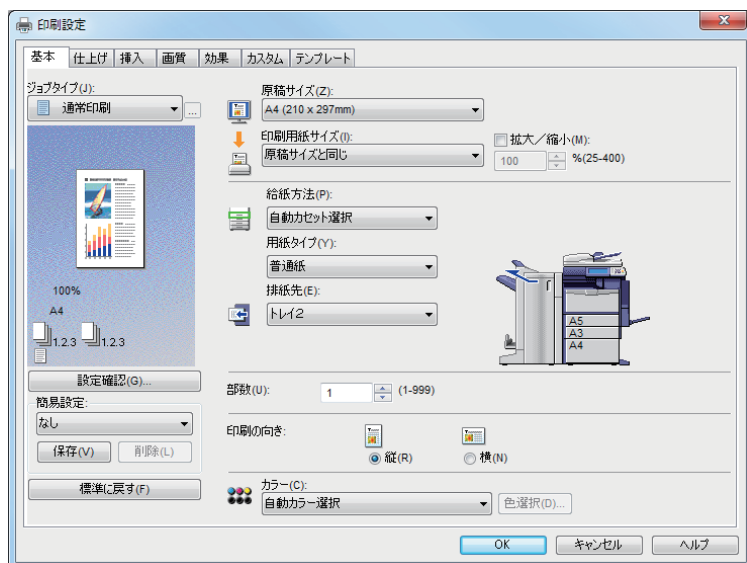 印刷設定
基本 仕上げ 挿入 画質 効果 カスタム テンプレート
ジョブタイプ(J):
通常印刷
...
100%
A4
1.2.3 1.2.3
設定確認(G)...
簡易設定:
なし
保存(V) 削除(L)
標準に戻す(F)
原稿サイズ(Z):
A4 (210 x 297mm)
印刷用紙サイズ(I):
原稿サイズと同じ
拡大／縮小(M):
100 %(25-400)
給紙方法(P):
自動カセット選択
用紙タイプ(Y):
普通紙
排紙先(E):
トレイ2
A5
A3
A4
部数(U): 1 (1-999)
印刷の向き:
縦(R) 横(N)
カラー(C):
自動カラー選択 色選択(D)...
OK キャンセル ヘルプ